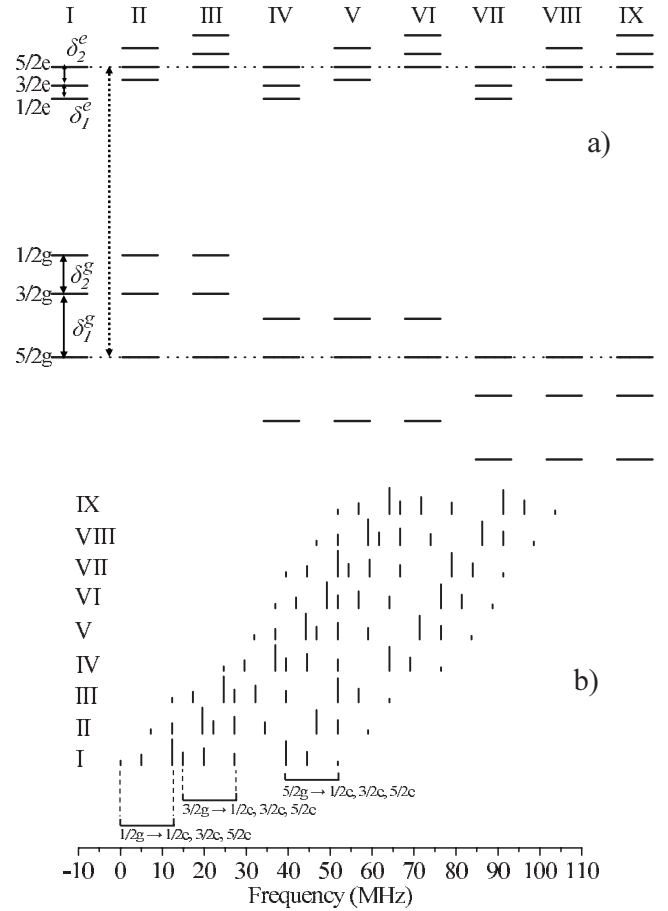 I II III IV V VI VII VIII IX
δ₂ᵉ
5/2e
3/2e
1/2e
δ₁ᵉ
a)
1/2g
δ₂ᵍ
3/2g
δ₁ᵍ
5/2g
IX
VIII
VII
VI
V
IV
b)
III
II
I
5/2g → 1/2e, 3/2e, 5/2e
3/2g → 1/2e, 3/2e, 5/2e
1/2g → 1/2e, 3/2e, 5/2e
-10 0 10 20 30 40 50 60 70 80 90 100 110
Frequency (MHz)